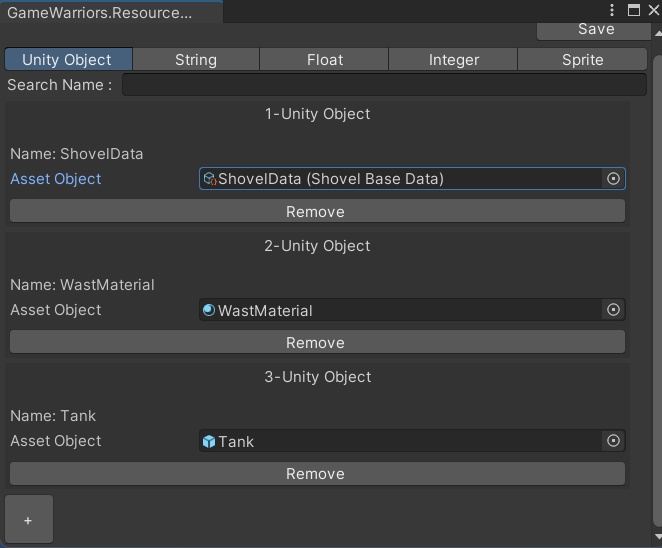 GameWarriors.Resource...
Save
Unity Object String Float Integer Sprite
Search Name :
1-Unity Object
Name: ShovelData
Asset Object ShovelData (Shovel Base Data)
Remove
2-Unity Object
Name: WastMaterial
Asset Object WastMaterial
Remove
3-Unity Object
Name: Tank
Asset Object Tank
Remove
+